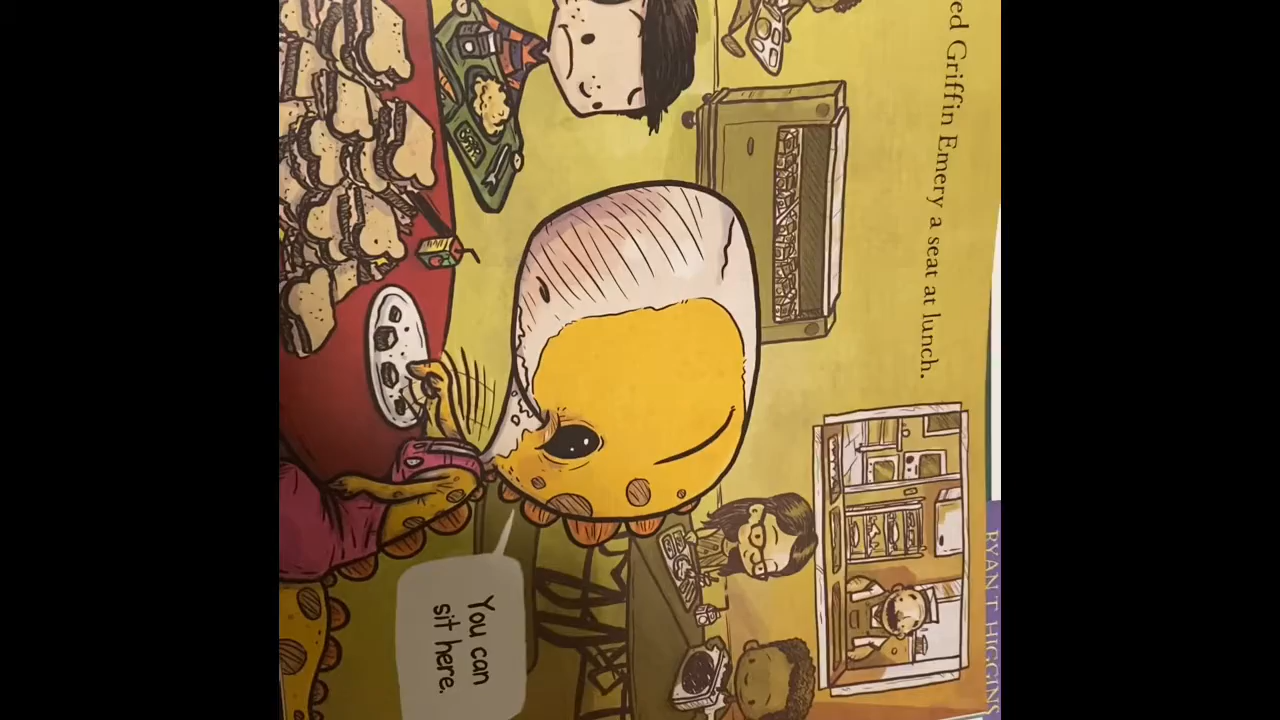 ed Griffin Emery a seat at lunch.
You can
sit here.
RYAN T. HIGGINS